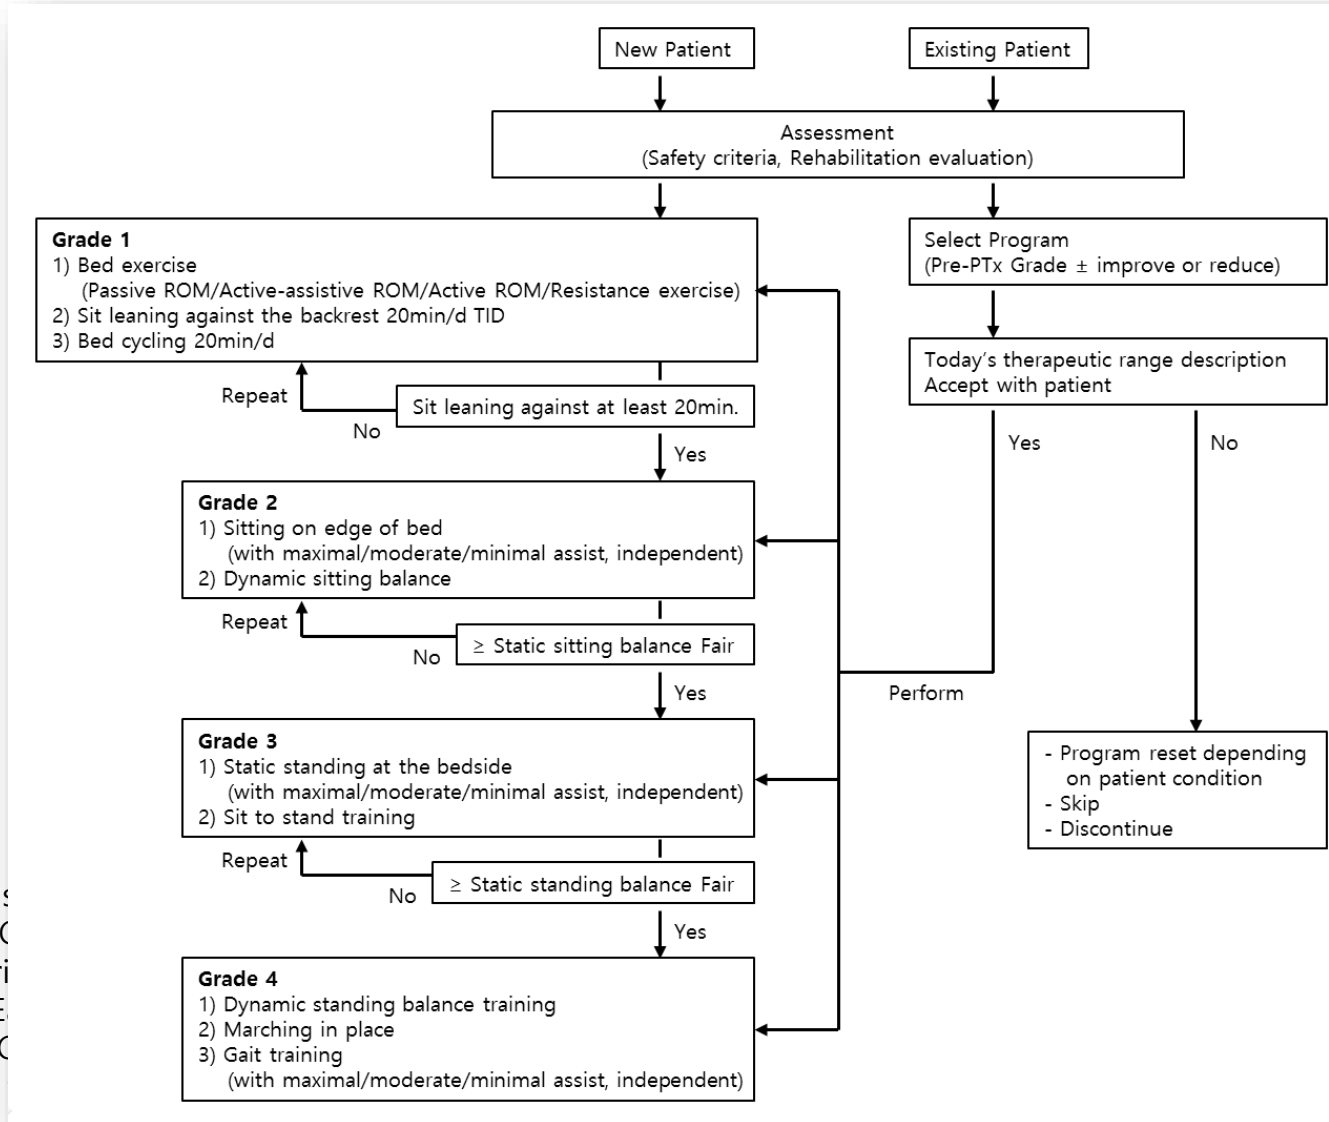 New Patient
Existing Patient
Assessment
(Safety criteria, Rehabilitation evaluation)
Grade 1
1) Bed exercise
(Passive ROM/Active-assistive ROM/Active ROM/Resistance exercise)
2) Sit leaning against the backrest 20min/d TID
3) Bed cycling 20min/d
Select Program
(Pre-PTx Grade ± improve or reduce)
Today's therapeutic range description
Accept with patient
Repeat
No
Sit leaning against at least 20min.
Yes
Yes
No
Grade 2
1) Sitting on edge of bed
(with maximal/moderate/minimal assist, independent)
2) Dynamic sitting balance
Repeat
No
≥ Static sitting balance Fair
Yes
Perform
Grade 3
1) Static standing at the bedside
(with maximal/moderate/minimal assist, independent)
2) Sit to stand training
- Program reset depending
on patient condition
- Skip
- Discontinue
Repeat
No
≥ Static standing balance Fair
Yes
Grade 4
1) Dynamic standing balance training
2) Marching in place
3) Gait training
(with maximal/moderate/minimal assist, independent)